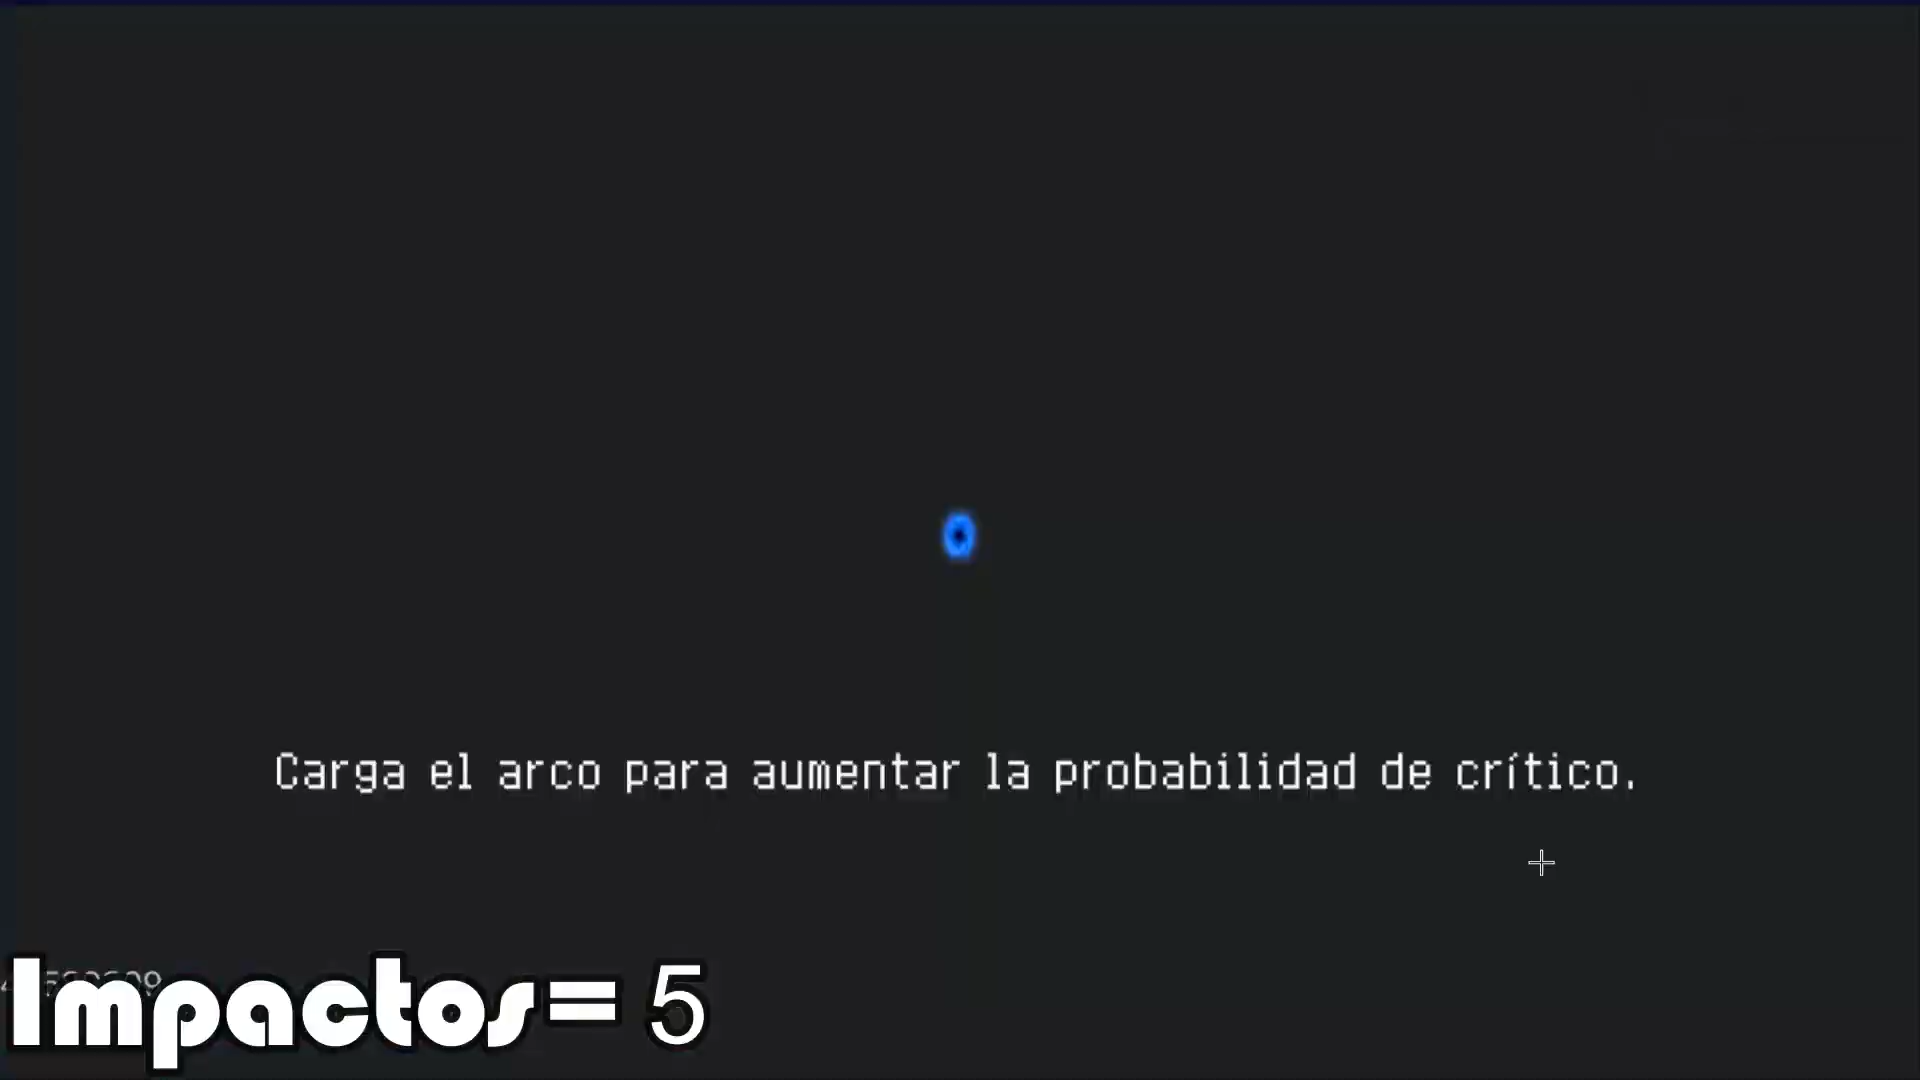 Carga el arco para aumentar la probabilidad de crítico.
Impactos= 5